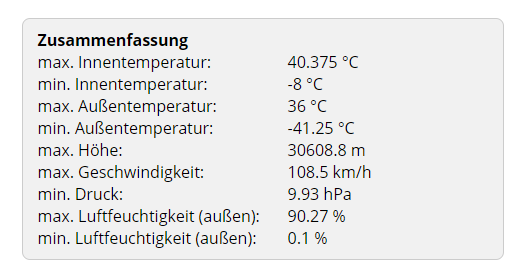 Zusammenfassung
max. Innentemperatur: 40.375 °C
min. Innentemperatur: -8 °C
max. Außentemperatur: 36 °C
min. Außentemperatur: -41.25 °C
max. Höhe: 30608.8 m
max. Geschwindigkeit: 108.5 km/h
min. Druck: 9.93 hPa
max. Luftfeuchtigkeit (außen): 90.27 %
min. Luftfeuchtigkeit (außen): 0.1 %